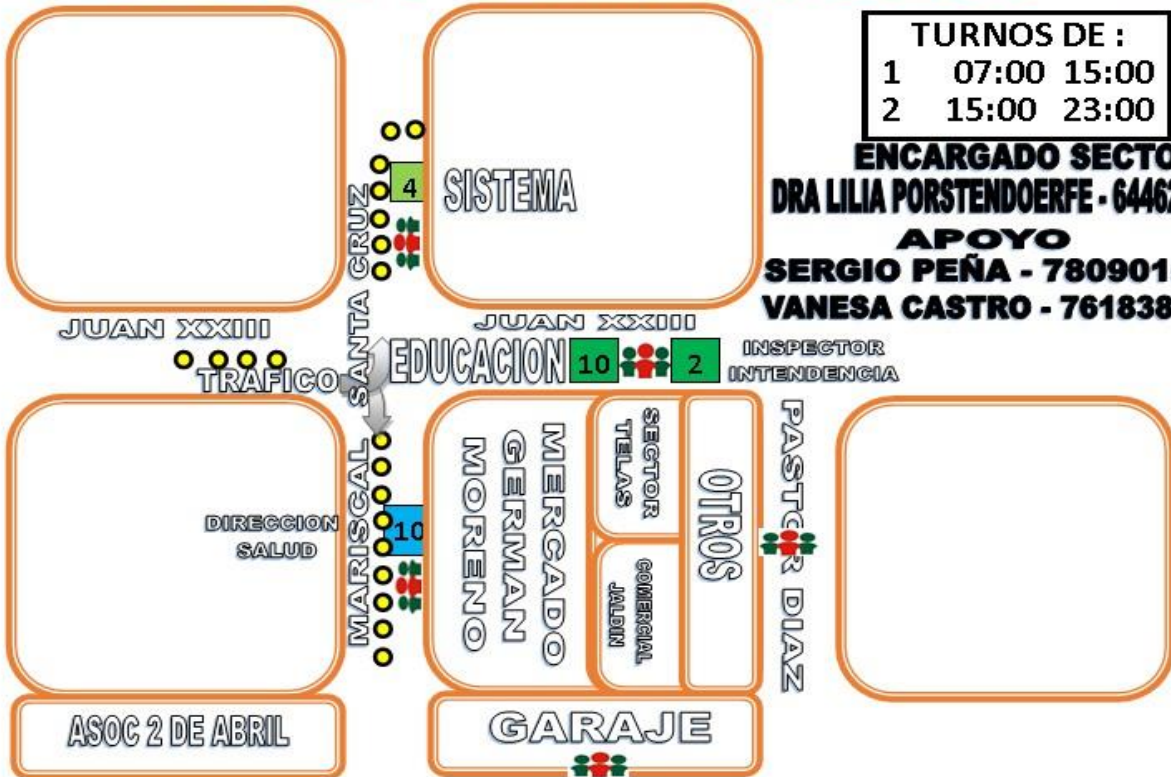 TURNOS DE :
1 07:00 15:00
2 15:00 23:00
ENCARGADO SECTO
DRA LILIA PORSTENDOERFE - 6446
APOYO
SERGIO PEÑA - 780901
VANESA CASTRO - 761838
4
SISTEMA
SANTA CRUZ
JUAN XXIII
JUAN XXIII
TRAFICO
EDUCACION
10
2
INSPECTOR
INTENDENCIA
MARISCAL
DIRECCION
SALUD
10
MERCADO
GERMAN
MORENO
SECTOR
TELAS
COMERCIAL
JALDIN
OTROS
PASTOR DIAZ
ASOC 2 DE ABRIL
GARAJE